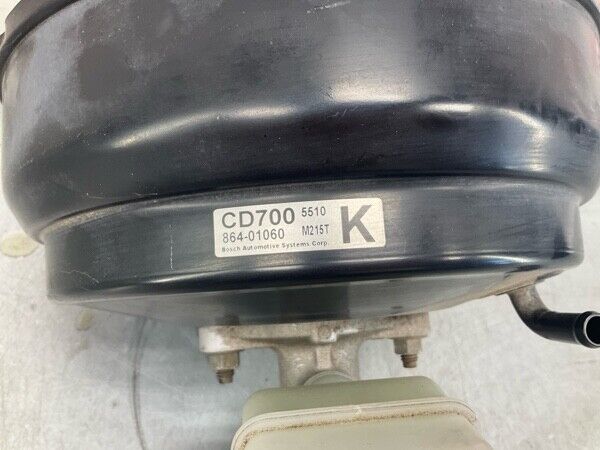 CD700 5510
864-01060 M215T
Bosch Automotive Systems Corp.
K